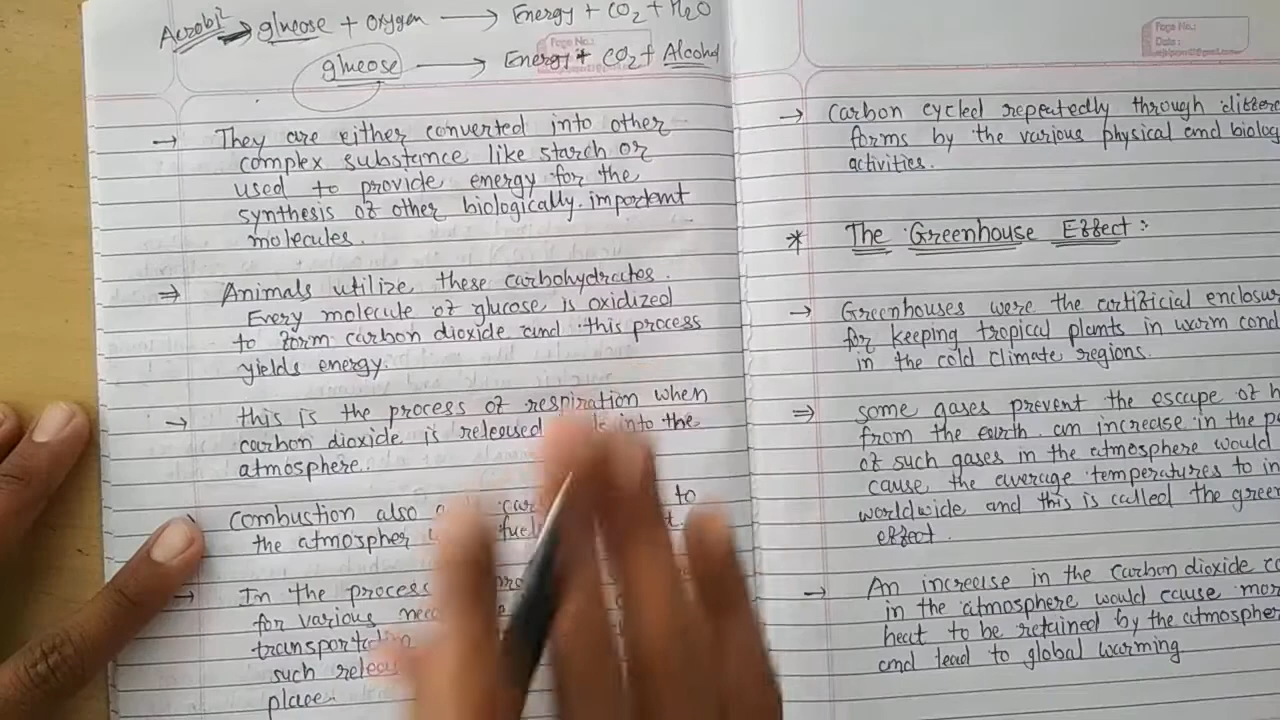 Aerobic → glucose + Oxygen → Energy + CO2 + H2O
glucose → Energy + CO2 + Alcohol
Page No.:
→ They are either converted into other
complex substance like starch or
used to provide energy for the
synthesis of other biologically important
molecules.
⇒ Animals utilize these carbohydrates.
Every molecule of glucose is oxidized
to form carbon dioxide and this process
yields energy.
→ this is the process of respiration when
carbon dioxide is released into the
atmosphere.
Combustion also to
the atmospher fuel
→ In the process
for various
transportation
such
place.
Page No.:
Date:
→ Carbon cycled repeatedly through
forms by the various physical and
activities.
* The Greenhouse Effect:
→ Greenhouses were the artificial
for keeping tropical plants in warm
in the cold climate regions.
⇒ some gases prevent the escape of
from the earth. an increase in the
of such gases in the atmosphere would
cause the average temperatures to
worldwide and this is called the
effect.
→ An increase in the carbon dioxide
in the atmosphere would cause
heat to be retained by the
and lead to global warming